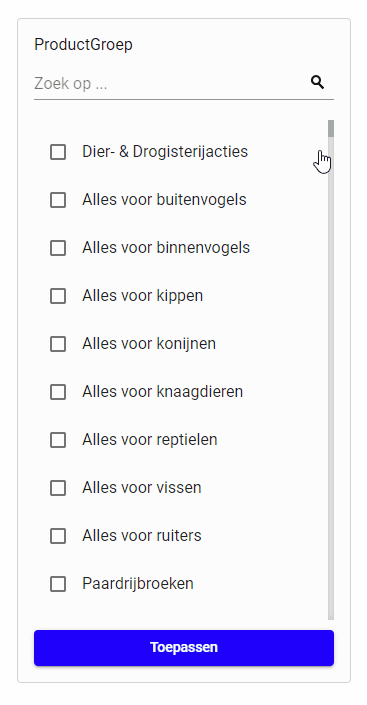 ProductGroep
Zoek op ...
Dier- & Drogisterijacties
Alles voor buitenvogels
Alles voor binnenvogels
Alles voor kippen
Alles voor konijnen
Alles voor knaagdieren
Alles voor reptielen
Alles voor vissen
Alles voor ruiters
Paardrijbroeken
Toepassen